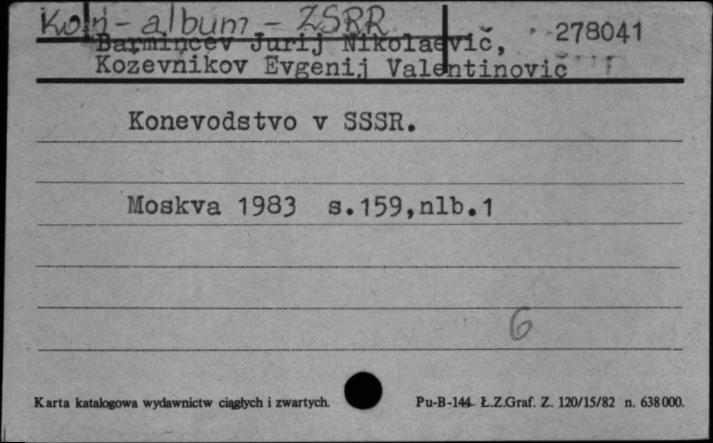 Koń - album - ZSRR
278041
Barmincev Jurij Nikolaevič,
Kozevnikov Evgenij Valentinovič
Konevodstvo v SSSR.
Moskva 1983 s.159,nlb.1
6
Karta katalogowa wydawnictw ciągłych i zwartych. Pu-B-144 Ł.Z.Graf. Z. 120/15/82 n. 638 000.